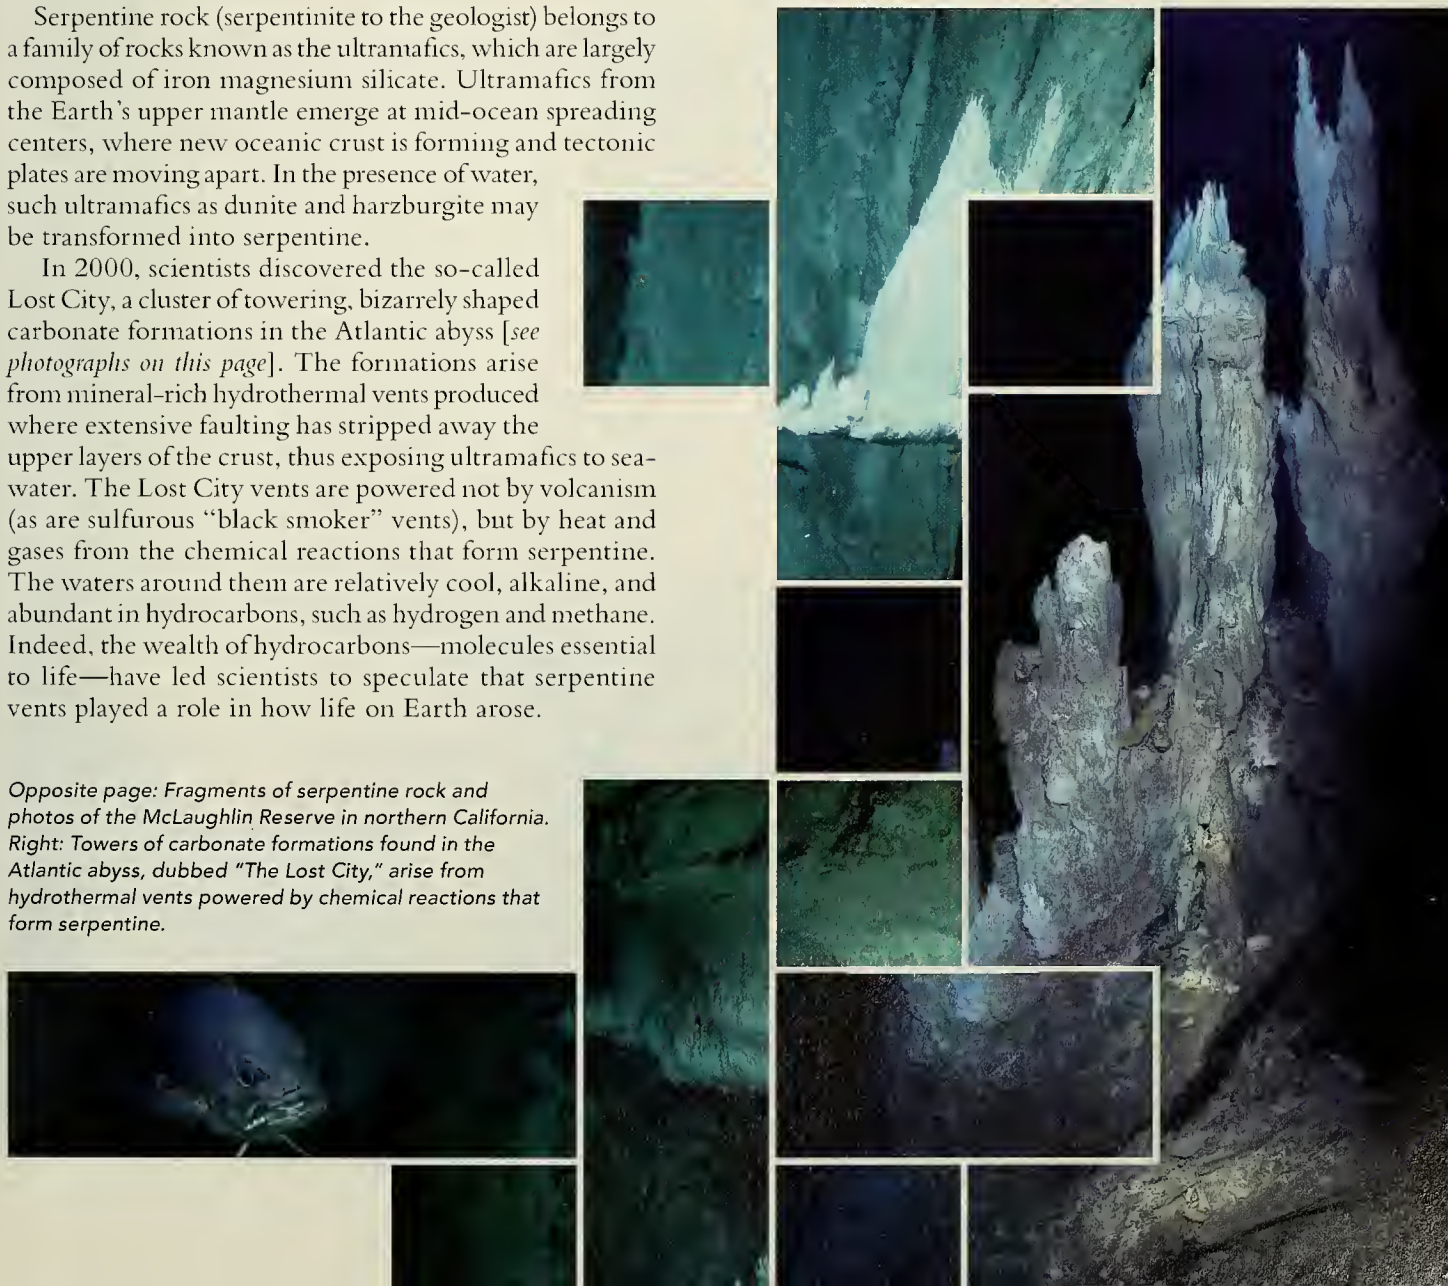 Serpentine rock (serpentinite to the geologist) belongs to
a family of rocks known as the ultramafics, which are largely
composed of iron magnesium silicate. Ultramafics from
the Earth's upper mantle emerge at mid-ocean spreading
centers, where new oceanic crust is forming and tectonic
plates are moving apart. In the presence of water,
such ultramafics as dunite and harzburgite may
be transformed into serpentine.
In 2000, scientists discovered the so-called
Lost City, a cluster of towering, bizarrely shaped
carbonate formations in the Atlantic abyss [see
photographs on this page]. The formations arise
from mineral-rich hydrothermal vents produced
where extensive faulting has stripped away the
upper layers of the crust, thus exposing ultramafics to sea-
water. The Lost City vents are powered not by volcanism
(as are sulfurous "black smoker" vents), but by heat and
gases from the chemical reactions that form serpentine.
The waters around them are relatively cool, alkaline, and
abundant in hydrocarbons, such as hydrogen and methane.
Indeed, the wealth of hydrocarbons—molecules essential
to life—have led scientists to speculate that serpentine
vents played a role in how life on Earth arose.
Opposite page: Fragments of serpentine rock and
photos of the McLaughlin Reserve in northern California.
Right: Towers of carbonate formations found in the
Atlantic abyss, dubbed "The Lost City," arise from
hydrothermal vents powered by chemical reactions that
form serpentine.